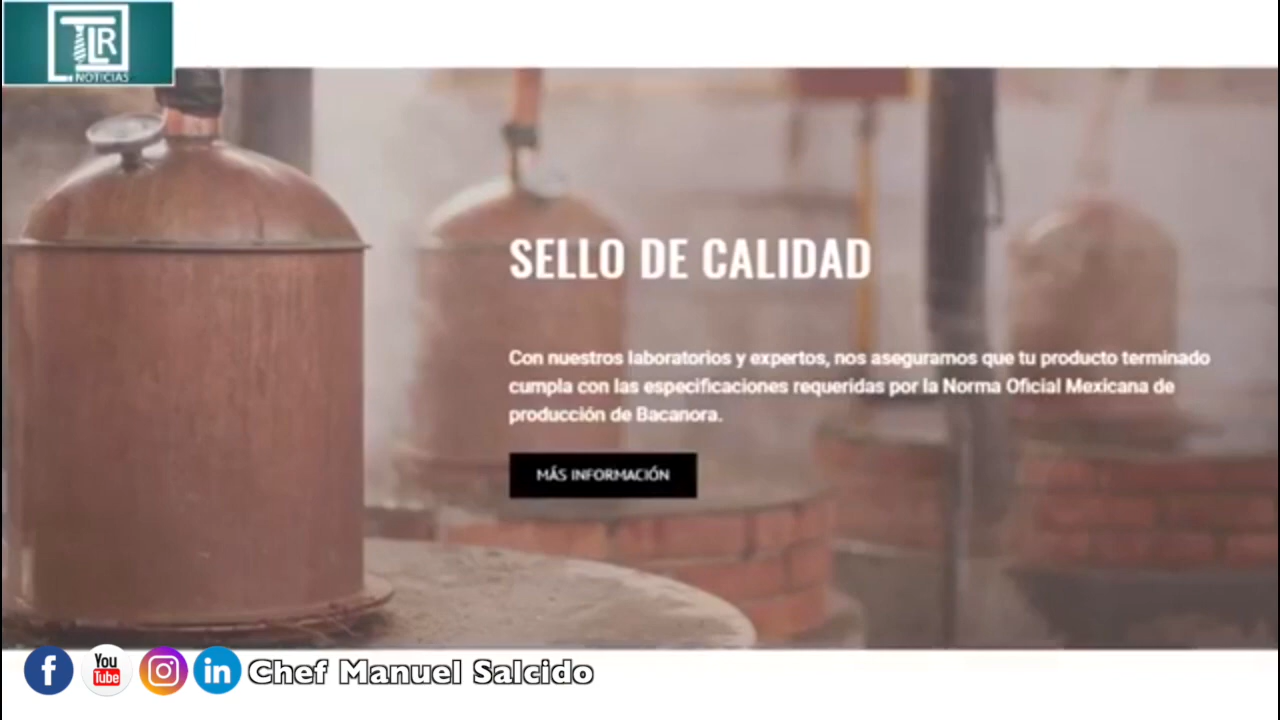 TLR
NOTICIAS
SELLO DE CALIDAD
Con nuestros laboratorios y expertos, nos aseguramos que tu producto terminado
cumpla con las especificaciones requeridas por la Norma Oficial Mexicana de
producción de Bacanora.
MÁS INFORMACIÓN
f
You
Tube
in
Chef Manuel Salcido